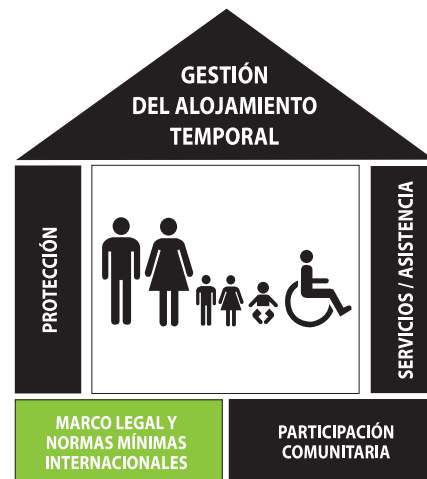 GESTIÓN
DEL ALOJAMIENTO
TEMPORAL
PROTECCIÓN
SERVICIOS / ASISTENCIA
MARCO LEGAL Y
NORMAS MÍNIMAS
INTERNACIONALES
PARTICIPACIÓN
COMUNITARIA